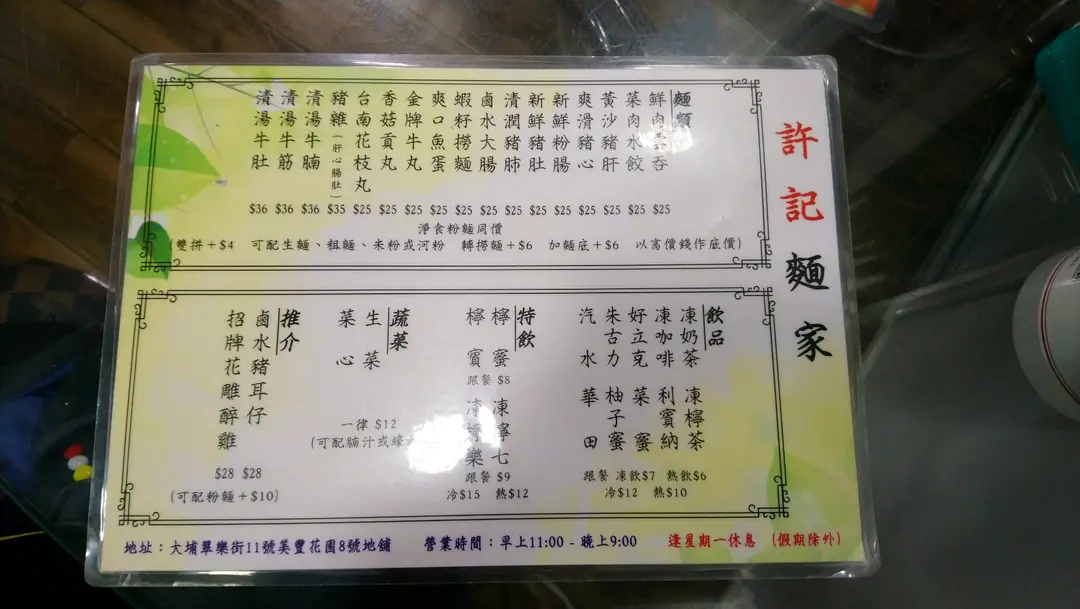 許記麵家
麵類
鮮肉雲吞 $25
菜肉水餃 $25
黃沙豬肝 $25
爽滑豬心 $25
新鮮粉腸 $25
新鮮豬肚 $25
清潤豬肺 $25
鹵水大腸 $25
蝦籽撈麵 $25
爽口魚蛋 $25
金牌牛丸 $25
香菇貢丸 $25
台南花枝丸 $25
豬雜(肝心腸肚) $35
清湯牛腩 $36
清湯牛筋 $36
清湯牛肚 $36
淨食粉麵同價
(雙拼+$4 可配生麵、粗麵、米粉或河粉 轉撈麵+$6 加麵底+$6 以高價錢作底價)
飲品
凍奶茶 凍檸茶
凍咖啡 利賓納
好立克 菜蜜
朱古力 柚子蜜
汽水 華田
跟餐 凍飲$7 熱飲$6
冷$12 熱$10
特飲
檸蜜
檸賓
跟餐 $8
凍檸七
凍檸樂
跟餐 $9
冷$15 熱$12
蔬菜
生菜
菜心
一律 $12
(可配腩汁或蠔
推介
鹵水豬耳仔 $28
招牌花雕醉雞 $28
(可配粉麵+$10)
地址：大埔翠樂街11號美豐花園8號地舖 營業時間：早上11:00 - 晚上9:00 逢星期一休息 (假期除外)